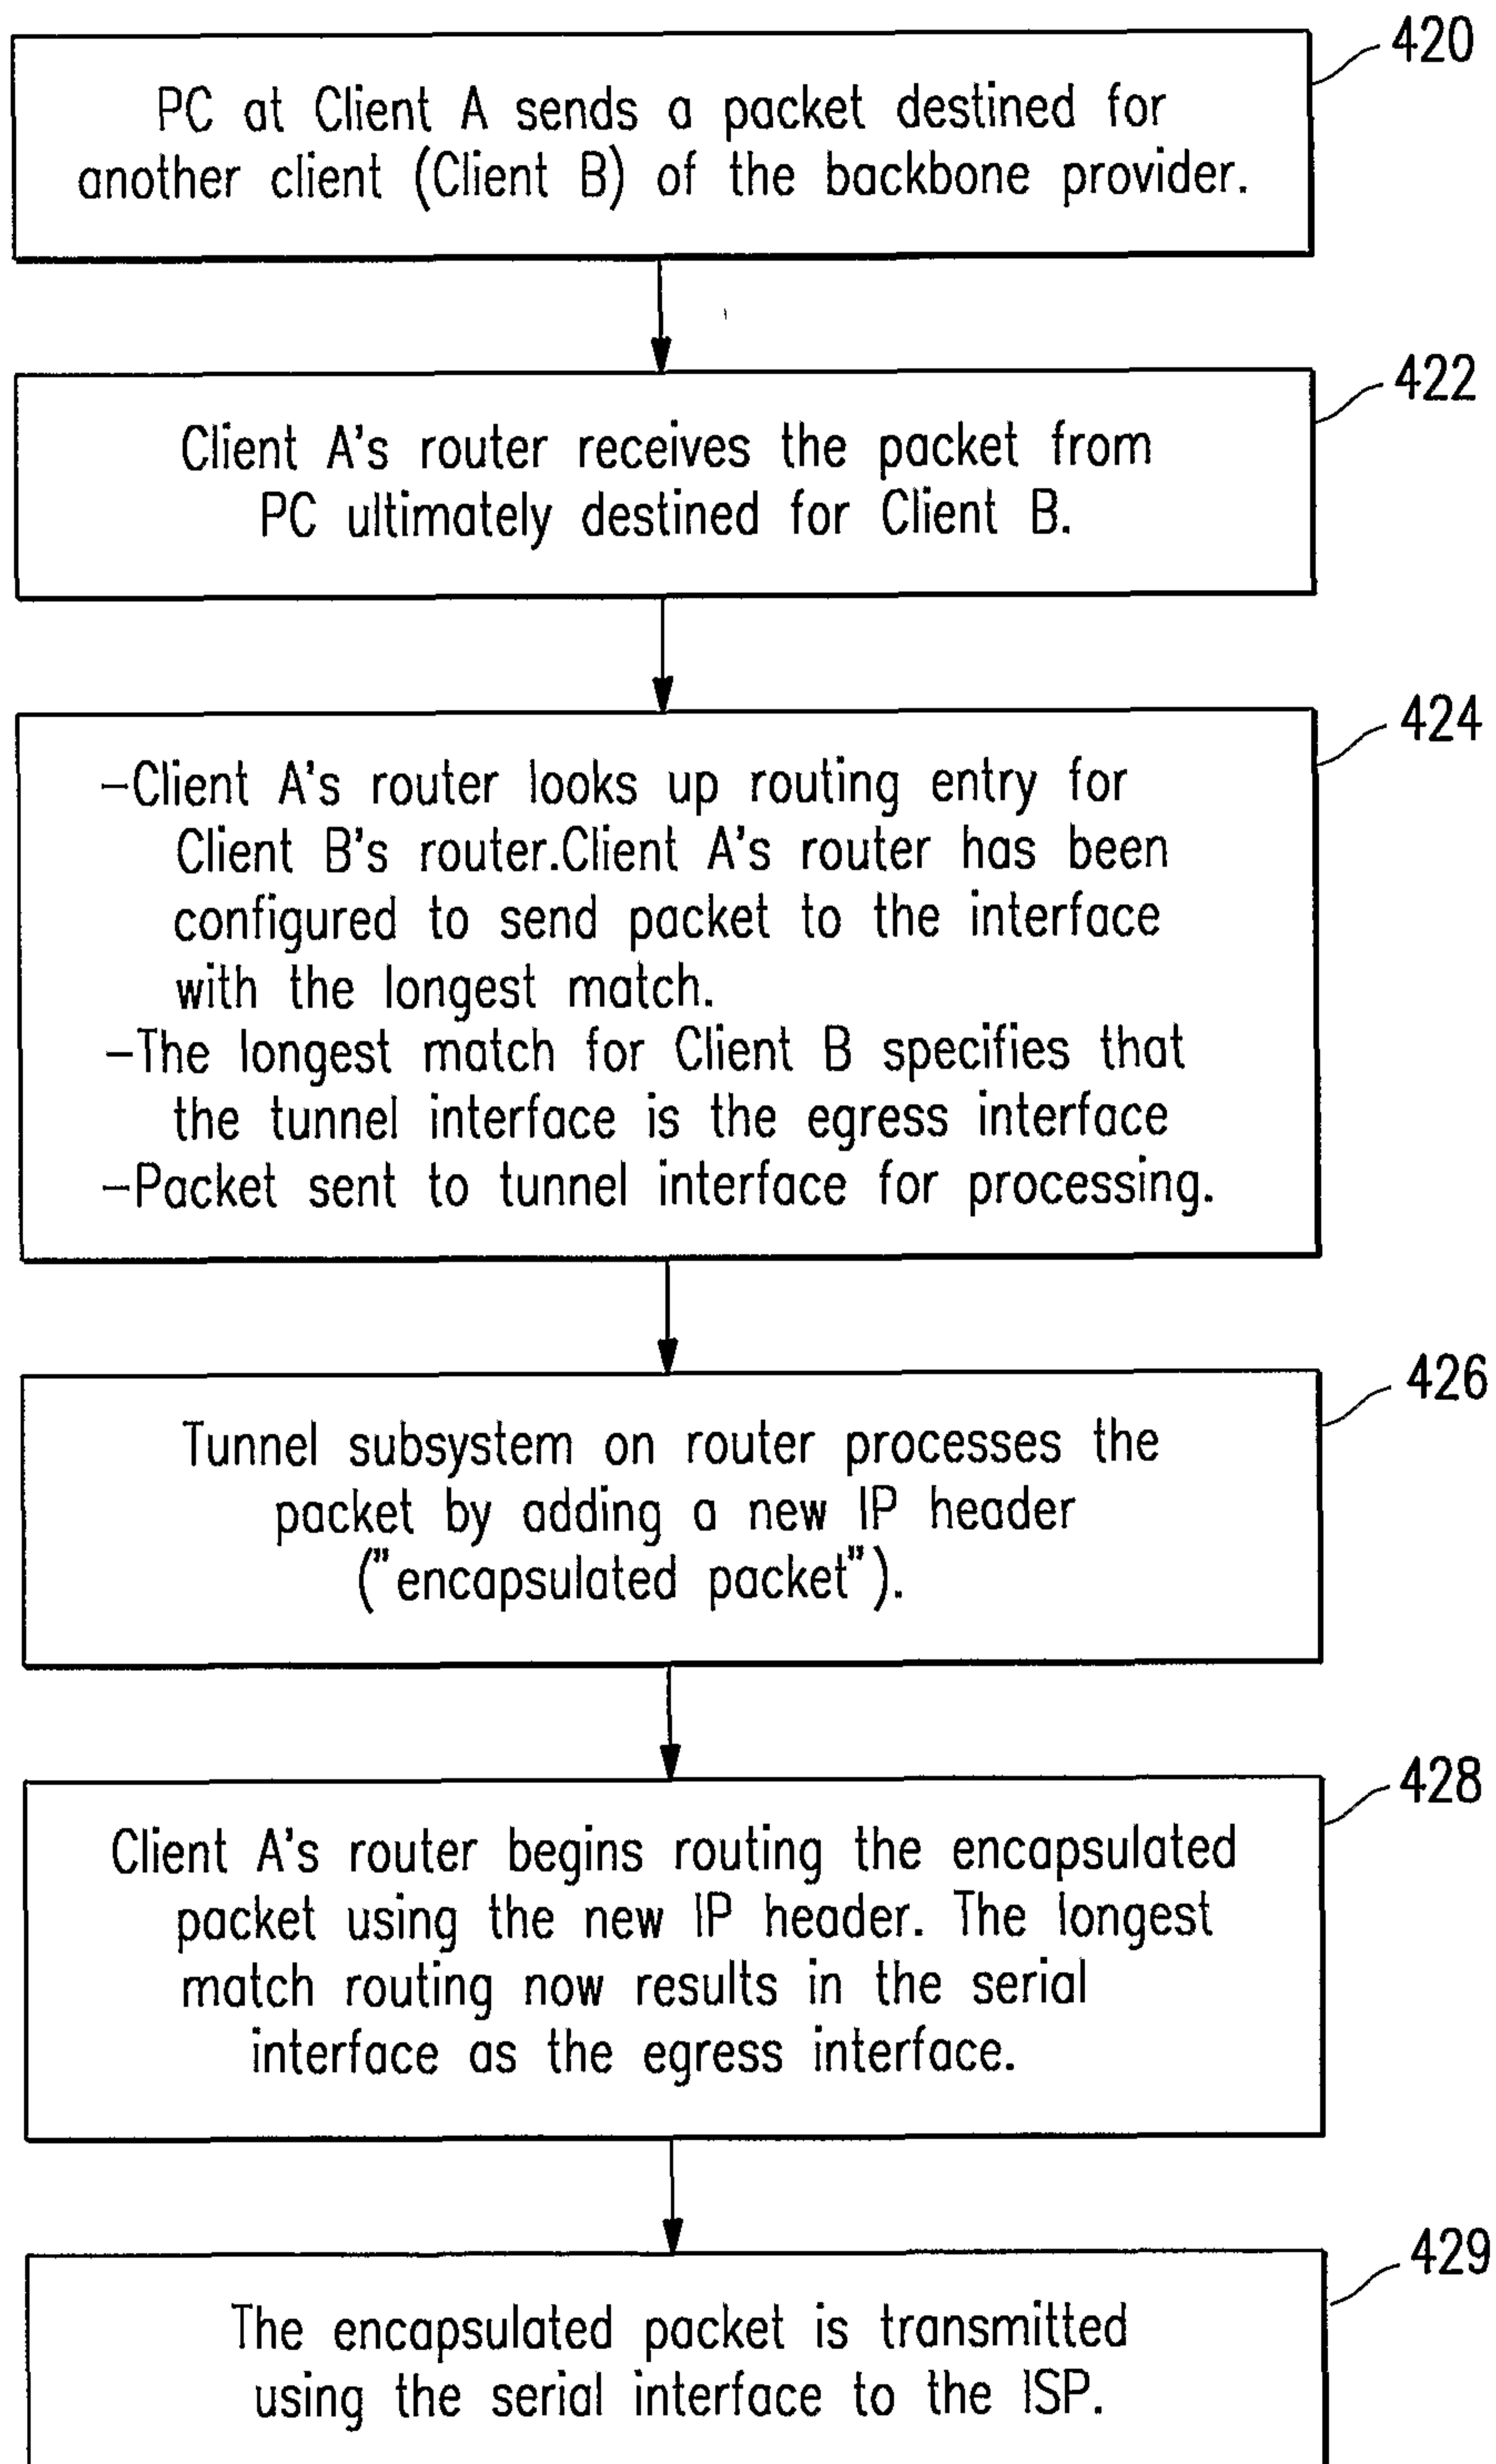 420
PC at Client A sends a packet destined for
another client (Client B) of the backbone provider.
422
Client A's router receives the packet from
PC ultimately destined for Client B.
424
-Client A's router looks up routing entry for
Client B's router.Client A's router has been
configured to send packet to the interface
with the longest match.
-The longest match for Client B specifies that
the tunnel interface is the egress interface
-Packet sent to tunnel interface for processing.
426
Tunnel subsystem on router processes the
packet by adding a new IP header
("encapsulated packet").
428
Client A's router begins routing the encapsulated
packet using the new IP header. The longest
match routing now results in the serial
interface as the egress interface.
429
The encapsulated packet is transmitted
using the serial interface to the ISP.